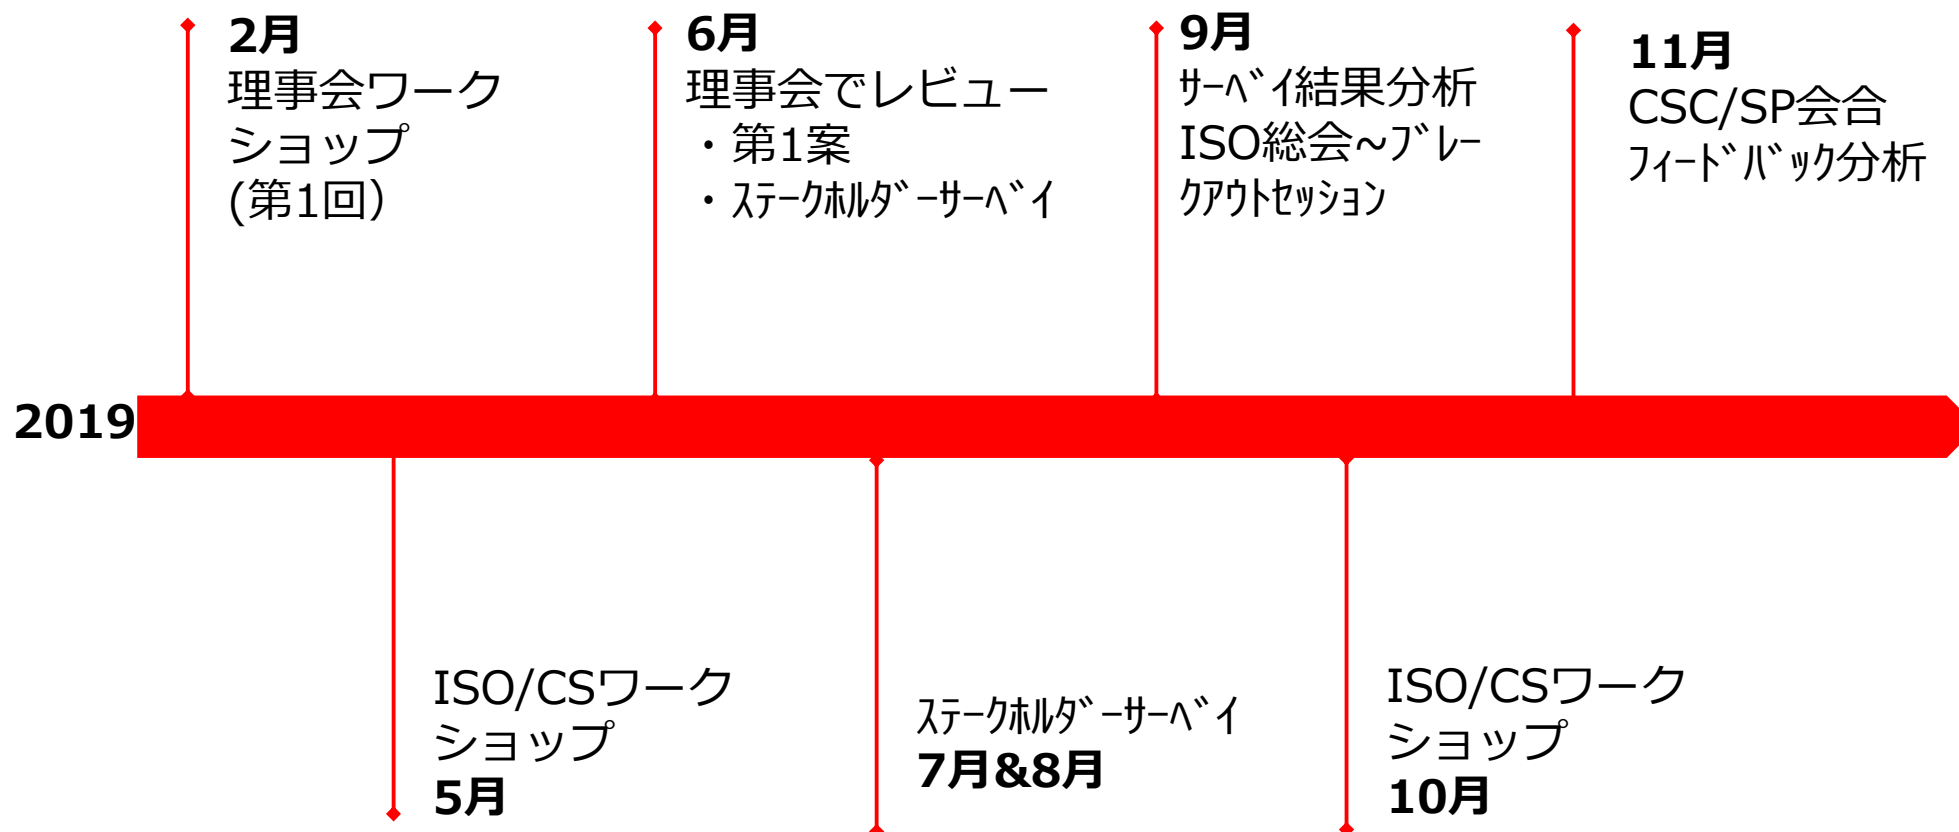 2月
理事会ワーク
ショップ
(第1回）
6月
理事会でレビュー
・第1案
・ｽﾃｰｸﾎﾙﾀﾞｰｻｰﾍﾞｲ
9月
ｻｰﾍﾞｲ結果分析
ISO総会~ﾌﾞﾚｰ
ｸｱｳﾄｾｯｼｮﾝ
11月
CSC/SP会合
ﾌｨｰﾄﾞﾊﾞｯｸ分析
2019
ISO/CSワーク
ショップ
5月
ｽﾃｰｸﾎﾙﾀﾞｰｻｰﾍﾞｲ
7月&8月
ISO/CSワーク
ショップ
10月